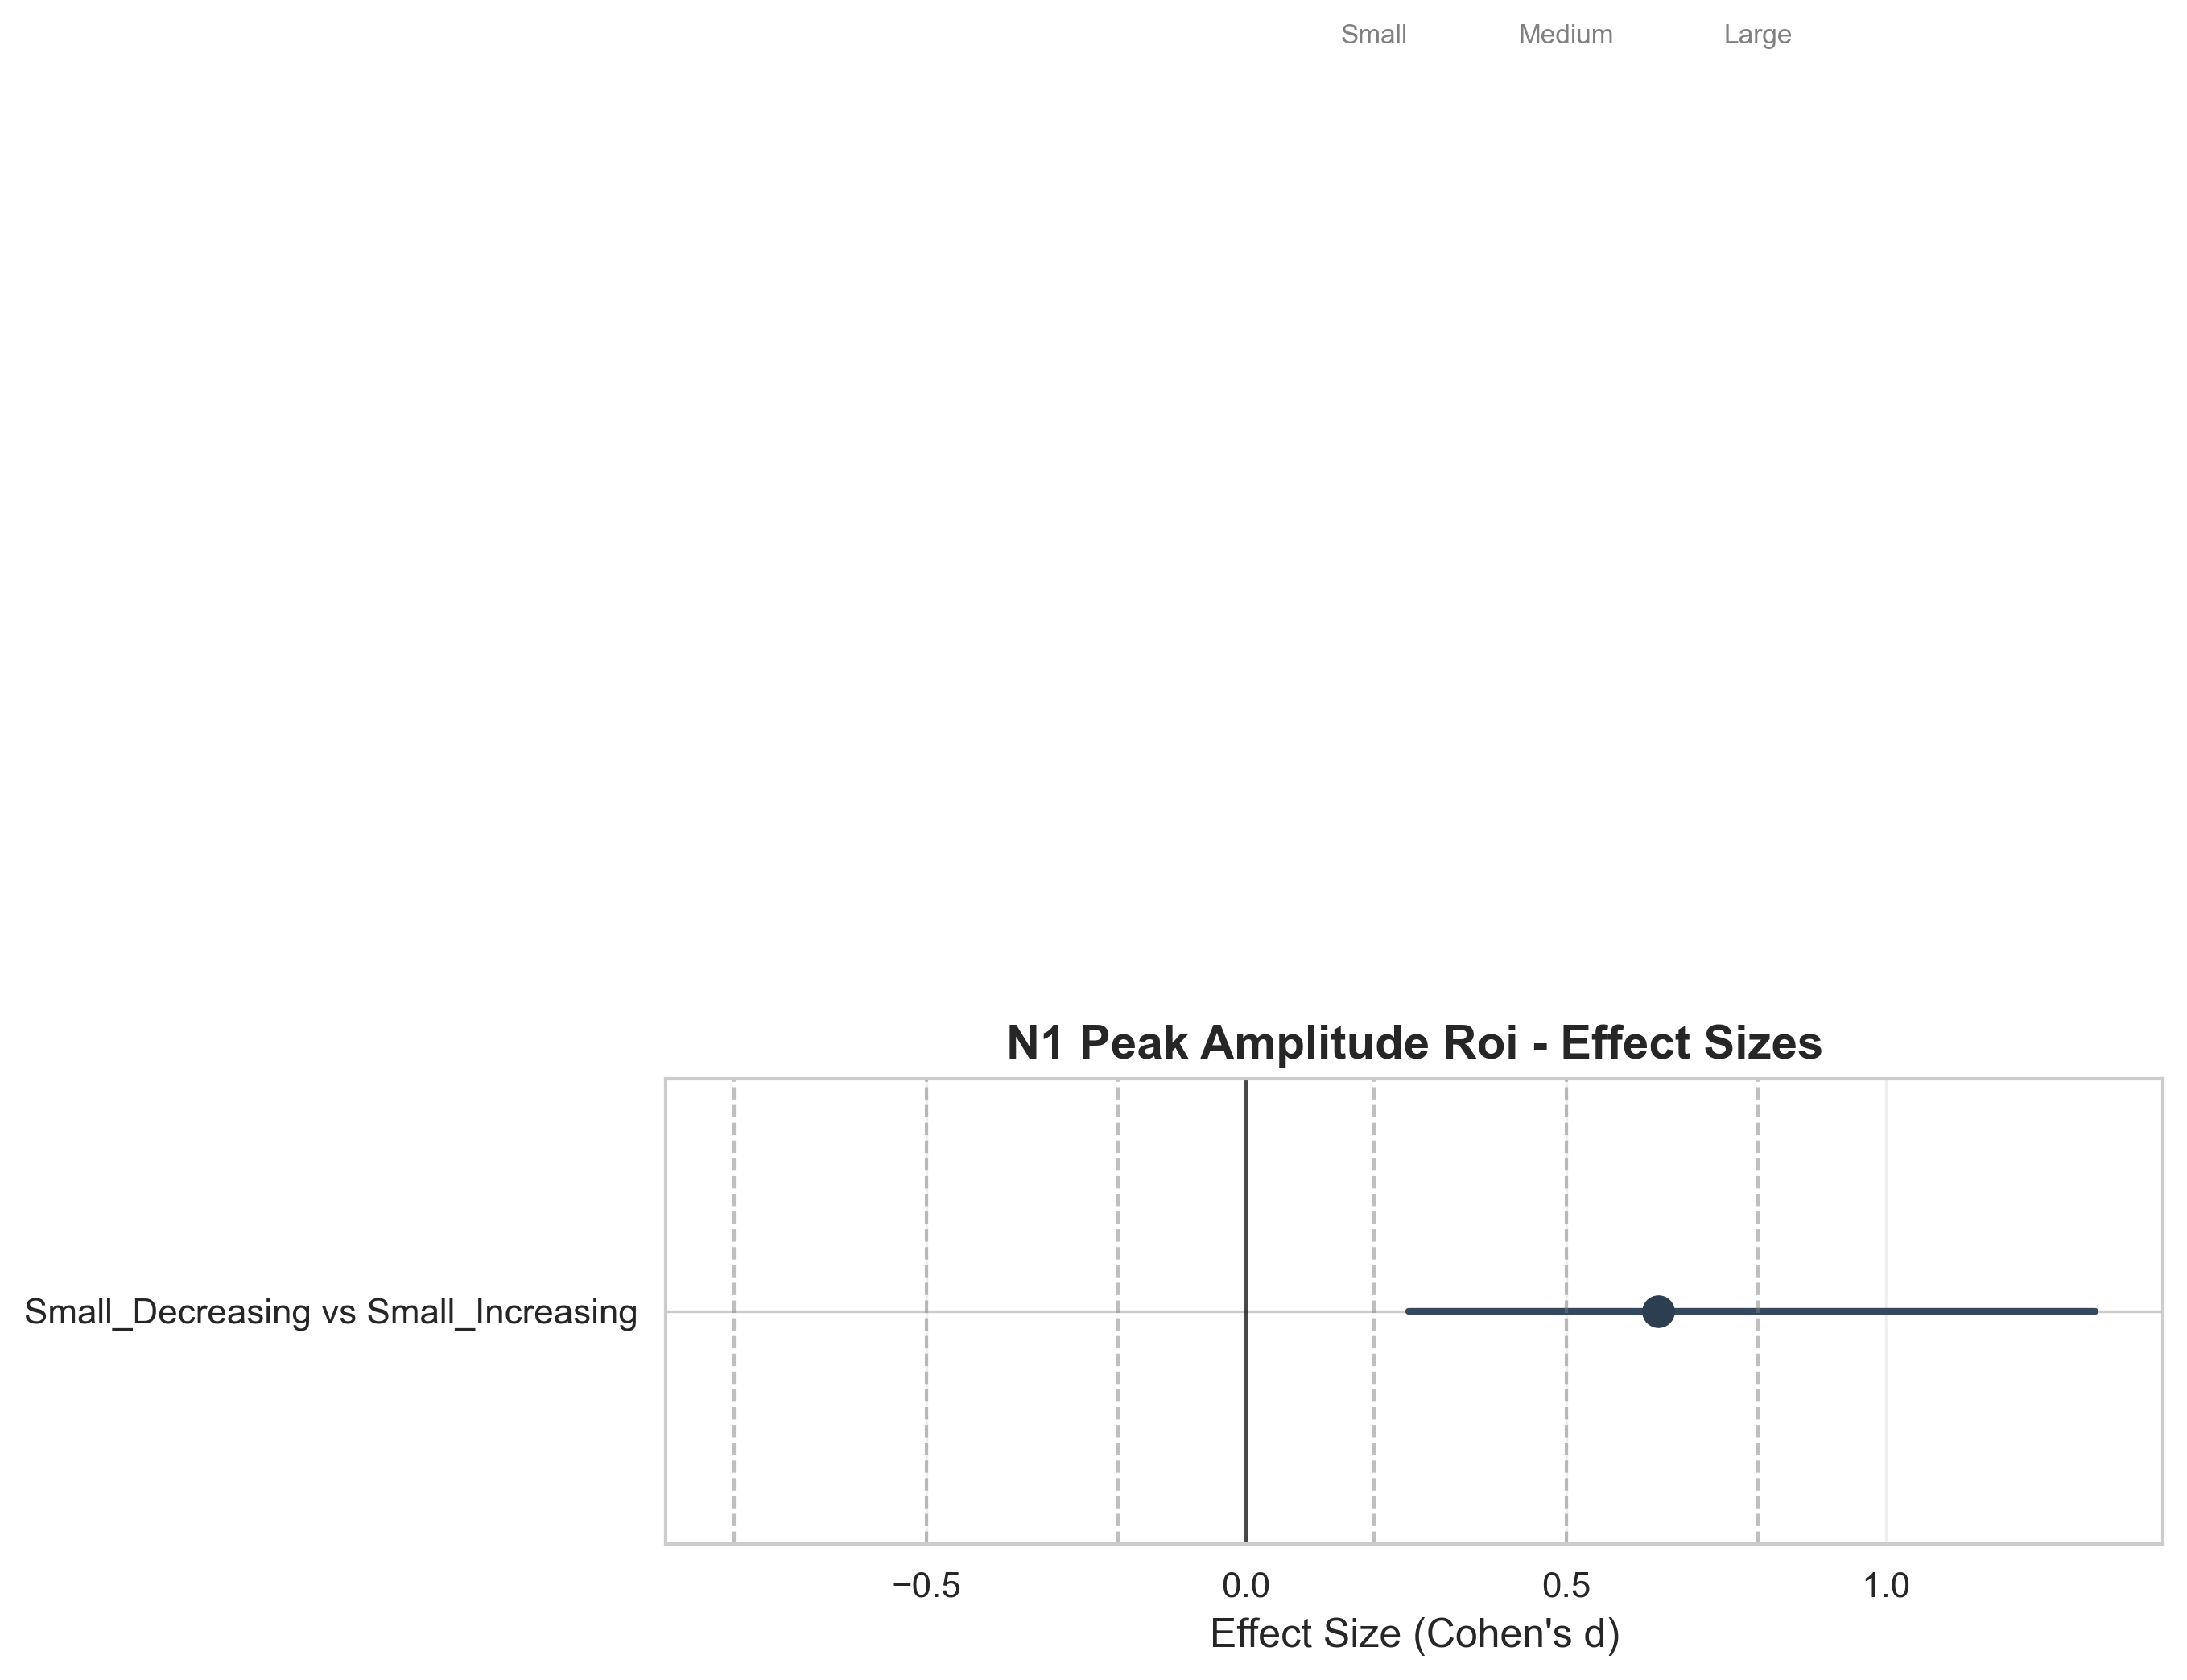 Small Medium Large
N1 Peak Amplitude Roi - Effect Sizes
Small_Decreasing vs Small_Increasing
−0.5 0.0 0.5 1.0
Effect Size (Cohen's d)